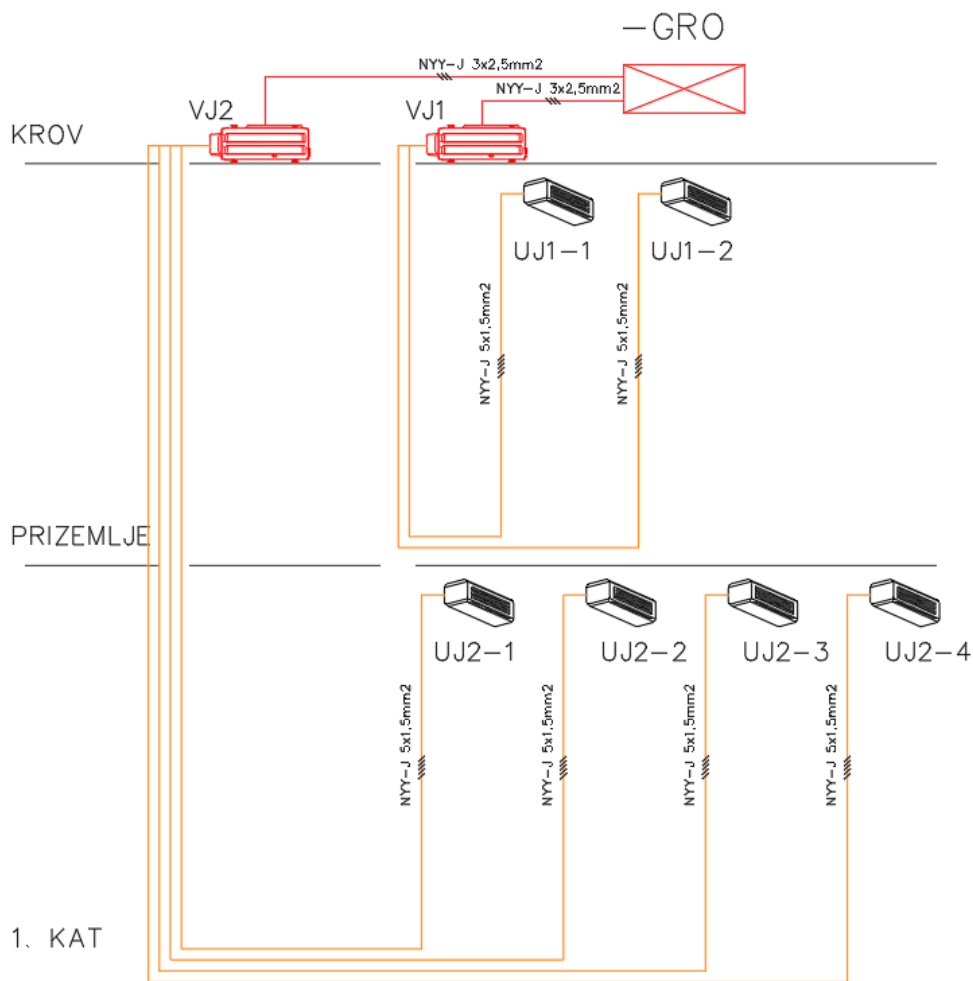 -GRO
NYY-J 3x2,5mm2
NYY-J 3x2,5mm2
VJ2
VJ1
KROV
UJ1-1
UJ1-2
NYY-J 5x1,5mm2
NYY-J 5x1,5mm2
PRIZEMLJE
UJ2-1
UJ2-2
UJ2-3
UJ2-4
NYY-J 5x1,5mm2
NYY-J 5x1,5mm2
NYY-J 5x1,5mm2
NYY-J 5x1,5mm2
1. KAT